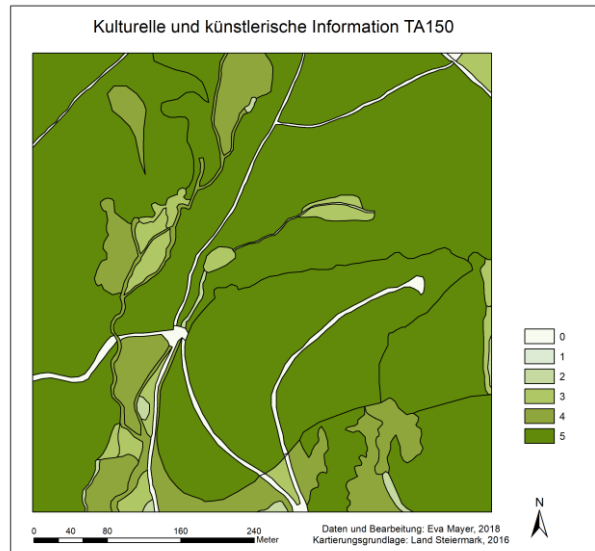 Kulturelle und künstlerische Information TA150
0
1
2
3
4
5
N
0 40 80 160 240
Meter
Daten und Bearbeitung: Eva Mayer, 2018
Kartierungsgrundlage: Land Steiermark, 2016